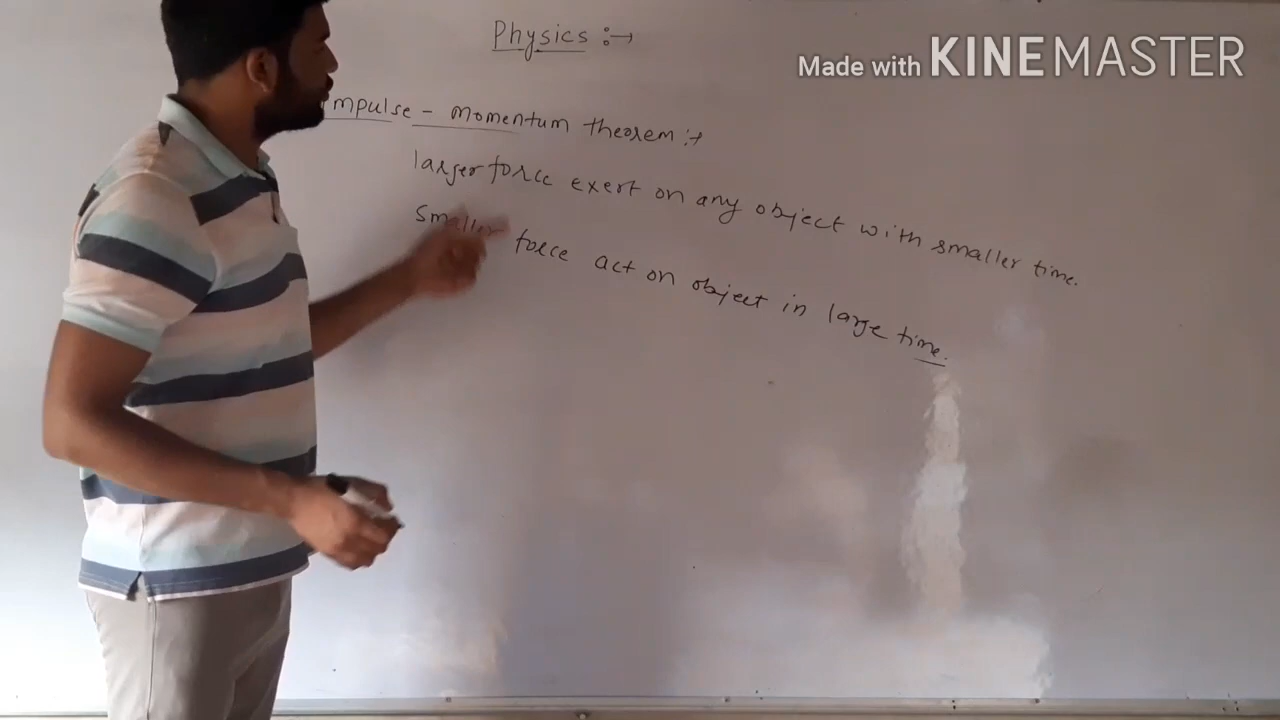 Physics :→
Made with KINEMASTER
mpulse - momentum theorem :→
larger force exert on any object with smaller time.
smaller force act on object in large time.